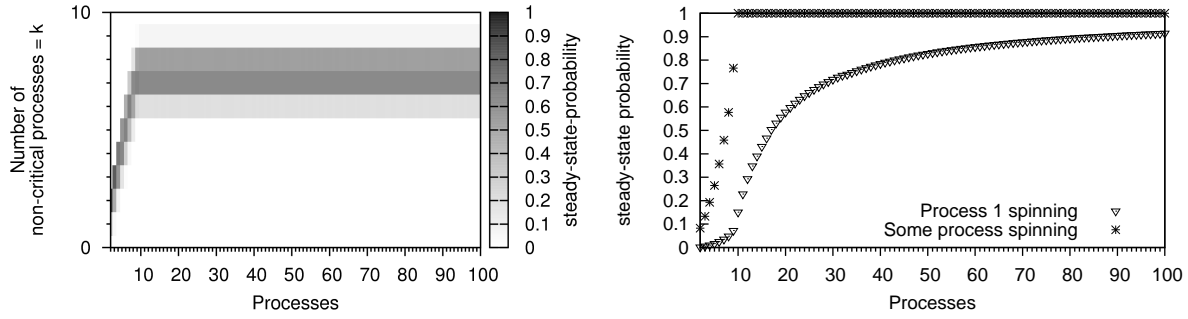 Number of
non-critical processes = k
10
0
10 20 30 40 50 60 70 80 90 100
Processes
1
0.9
0.8
0.7
0.6
0.5
0.4
0.3
0.2
0.1
0
steady-state-probability
steady-state probability
1
0.9
0.8
0.7
0.6
0.5
0.4
0.3
0.2
0.1
0
Process 1 spinning
Some process spinning
10 20 30 40 50 60 70 80 90 100
Processes